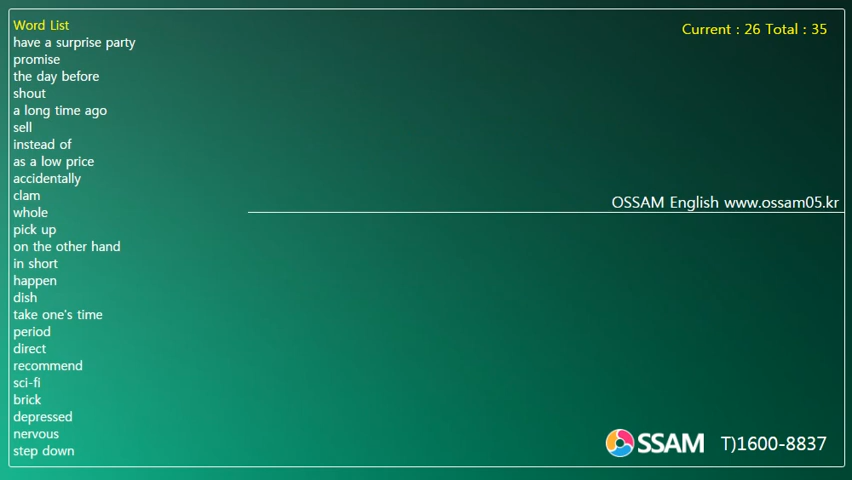 Word List
have a surprise party
promise
the day before
shout
a long time ago
sell
instead of
as a low price
accidentally
clam
whole
pick up
on the other hand
in short
happen
dish
take one's time
period
direct
recommend
sci-fi
brick
depressed
nervous
step down
Current : 26 Total : 35
OSSAM English www.ossam05.kr
OSSAM T)1600-8837